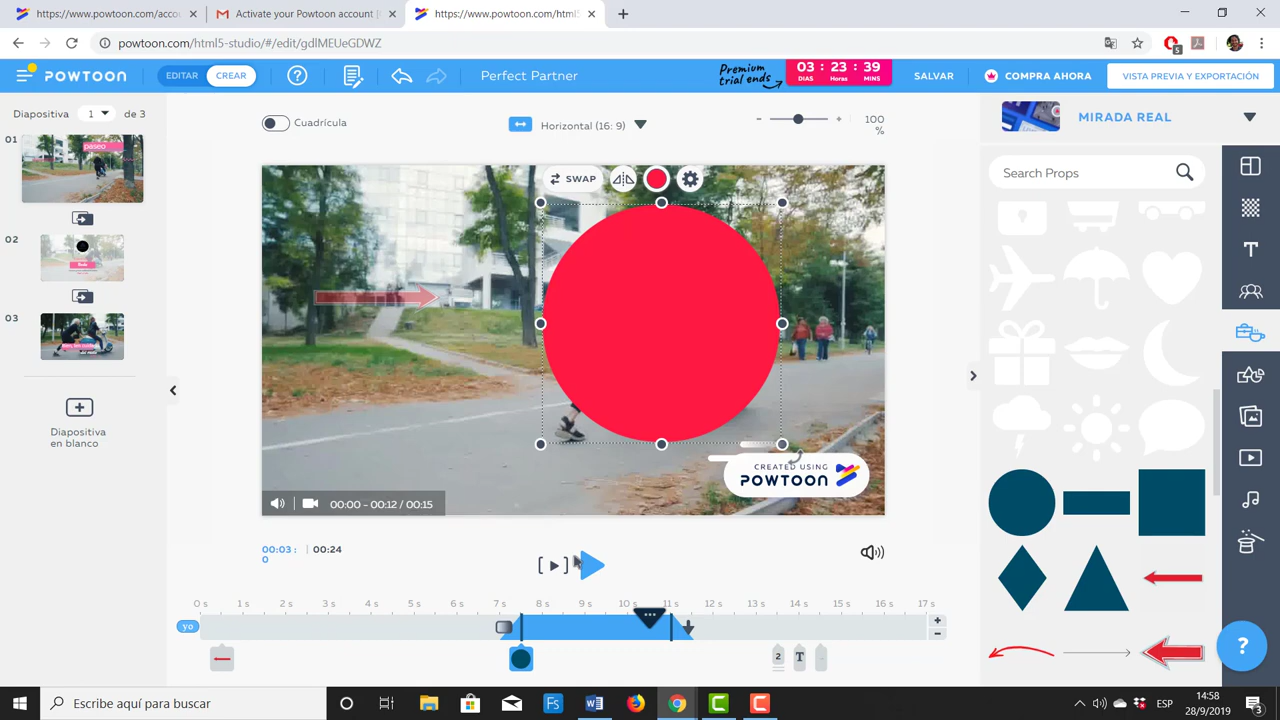 https://www.powtoon.com/accou
Activate your Powtoon account |
https://www.powtoon.com/html5
powtoon.com/html5-studio/#/edit/gdIMEUeGDWZ
5
POWTOON
EDITAR
CREAR
Perfect Partner
Premium
trial ends
03 : 23 : 39
DIAS Horas MINS
SALVAR
COMPRA AHORA
VISTA PREVIA Y EXPORTACIÓN
Diapositiva 1 de 3
Cuadrícula
Horizontal (16: 9)
100
%
MIRADA REAL
Search Props
01
paseo
02
03
Diapositiva
en blanco
SWAP
CREATED USING
POWTOON
00:00 - 00:12 / 00:15
00:03 :
0
00:24
0 s 1 s 2 s 3 s 4 s 5 s 6 s 7 s 8 s 9 s 10 s 11 s 12 s 13 s 14 s 15 s 16 s 17 s
yo
2 T
Escribe aquí para buscar
ESP
14:58
28/9/2019
3